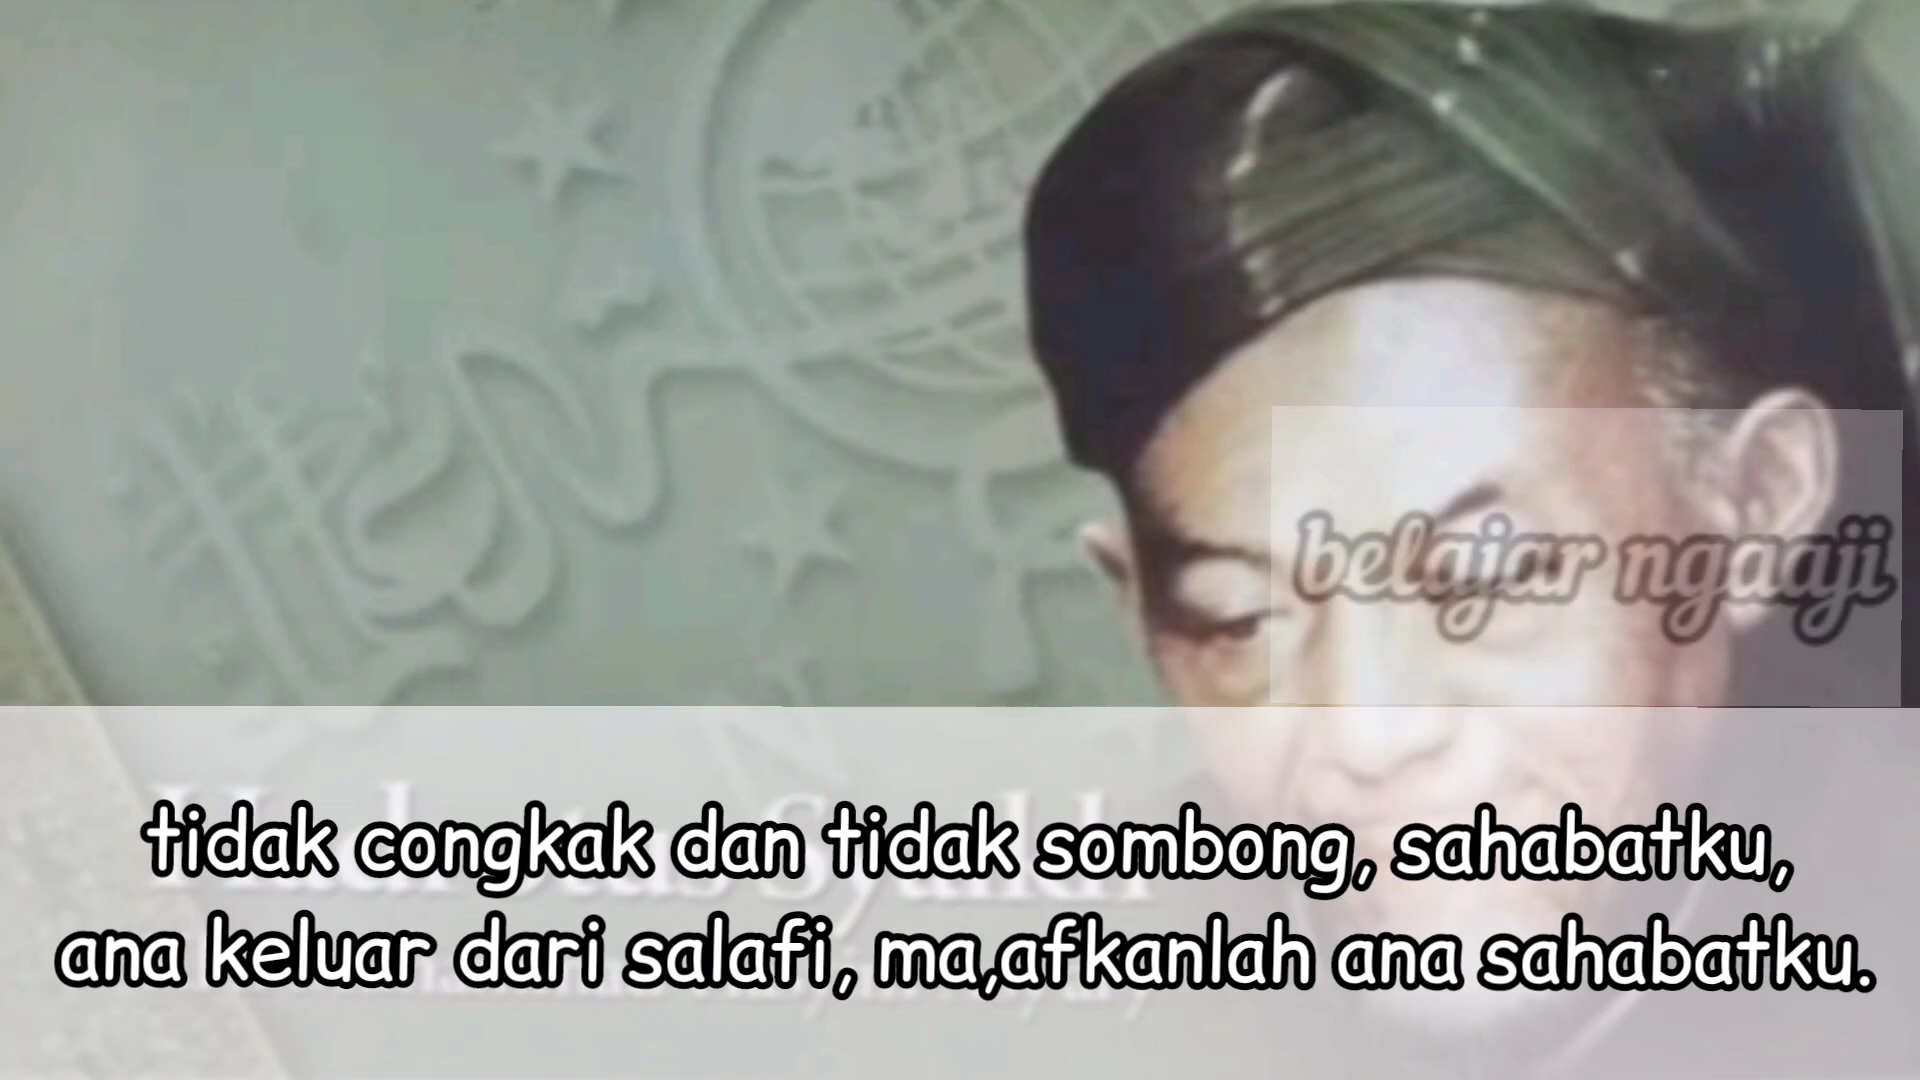 belajar ngaaji
tidak congkak dan tidak sombong, sahabatku,
ana keluar dari salafi, ma,afkanlah ana sahabatku.